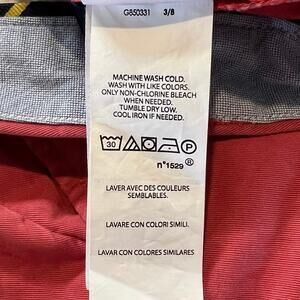 G850331 3/8
MACHINE WASH COLD.
WASH WITH LIKE COLORS.
ONLY NON-CHLORINE BLEACH
WHEN NEEDED.
TUMBLE DRY LOW.
COOL IRON IF NEEDED.
30 P
n°1529 ®
LAVER AVEC DES COULEURS
SEMBLABLES.
LAVARE CON COLORI SIMILI.
LAVAR CON COLORES SIMILARES